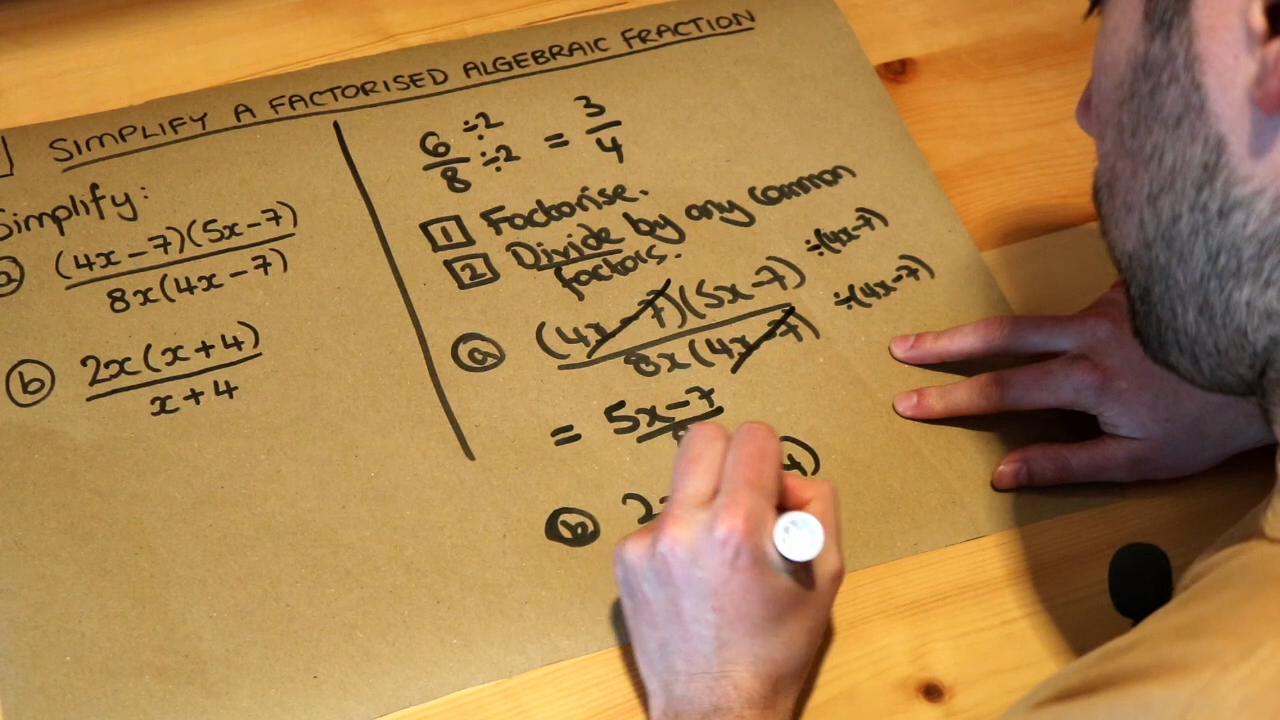 SIMPLIFY A FACTORISED ALGEBRAIC FRACTION
Simplify:
a (4x-7)(5x-7)
8x(4x-7)
b 2x(x+4)
x+4
6 ÷2 = 3
8 ÷2 4
1 Factorise.
2 Divide by any common
factors.
a (4x-7)(5x-7) ÷(4x-7)
8x(4x-7) ÷(4x-7)
= 5x-7
b 2 4)